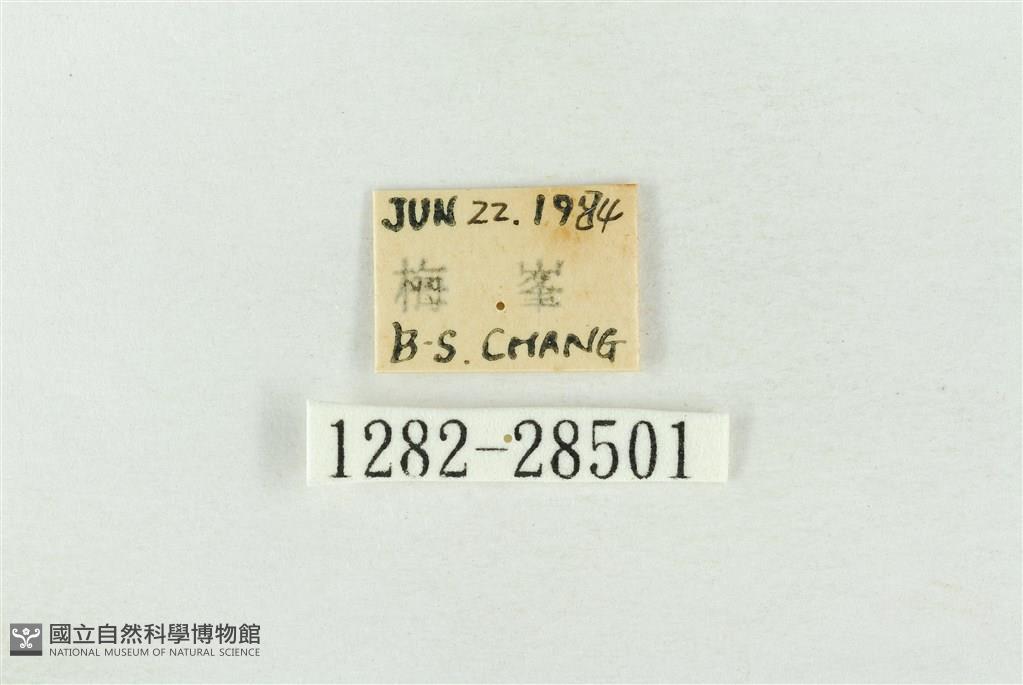 JUN 22. 1984
梅 峯
B-S. CHANG
1282-28501
國立自然科學博物館
NATIONAL MUSEUM OF NATURAL SCIENCE